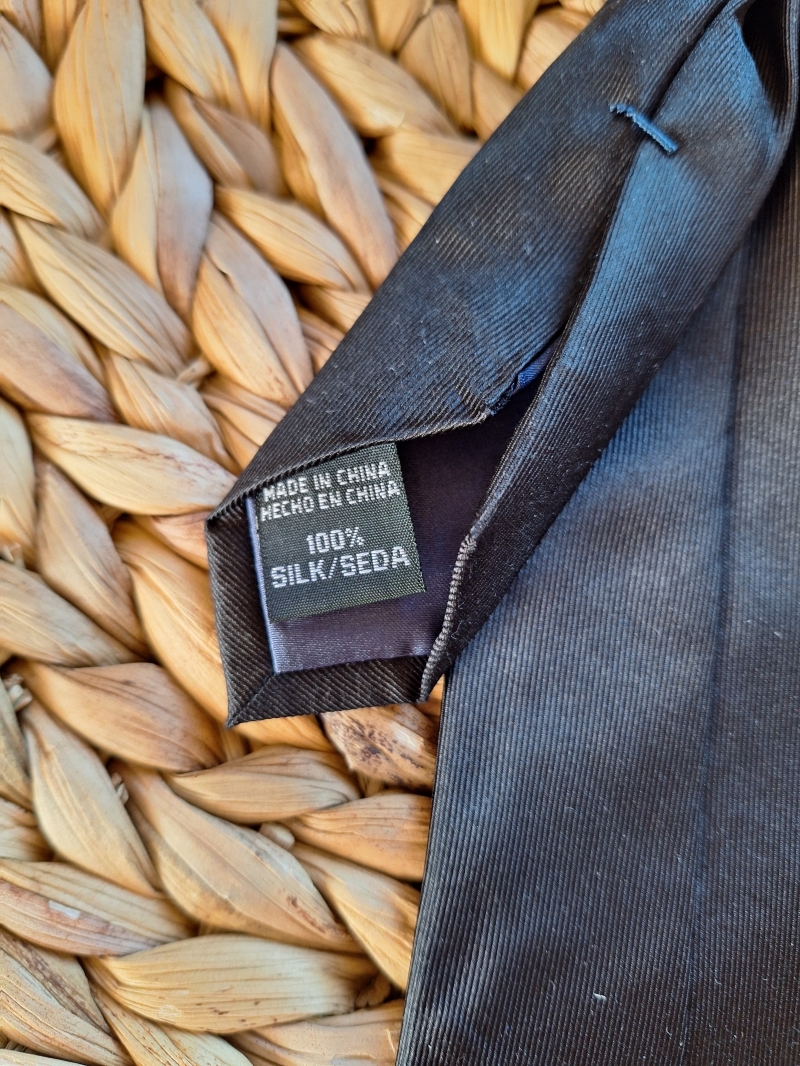 MADE IN CHINA
HECHO EN CHINA
100%
SILK/SEDA